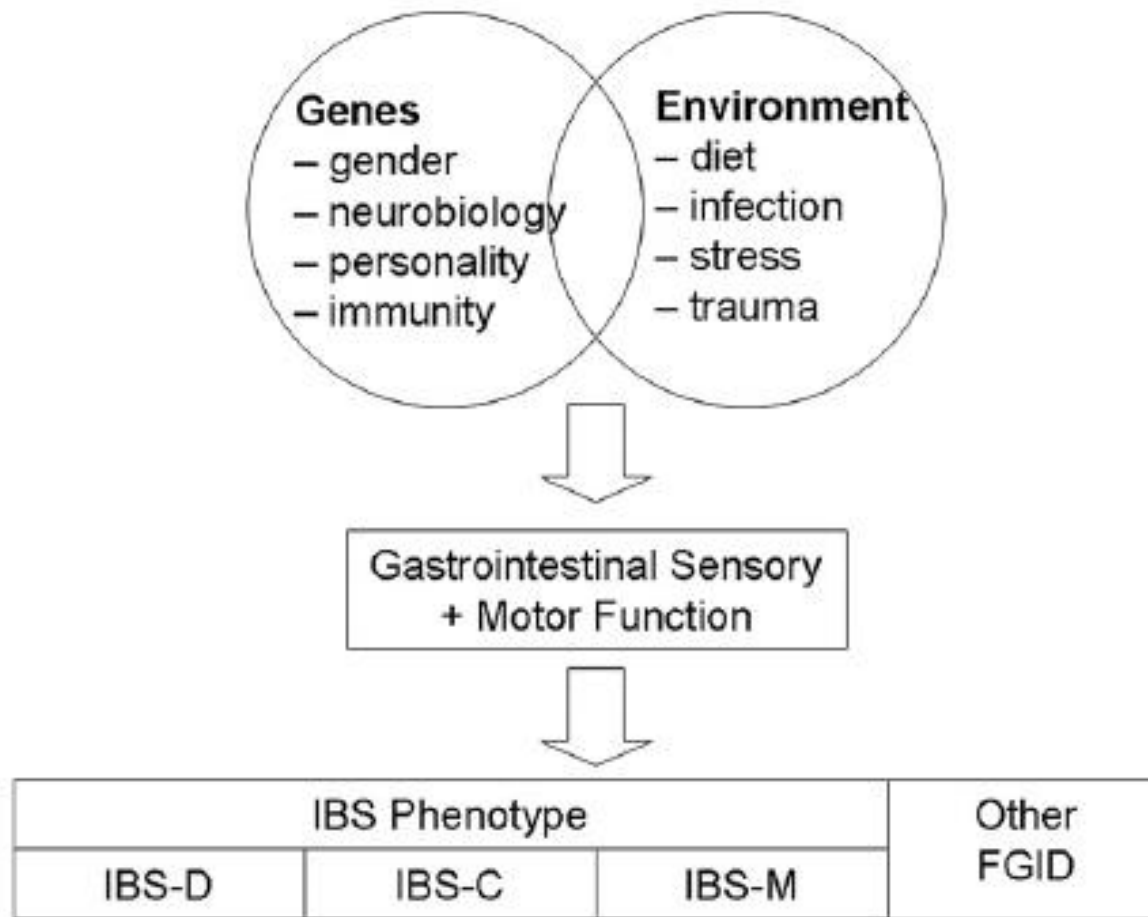 Genes
– gender
– neurobiology
– personality
– immunity
Environment
– diet
– infection
– stress
– trauma
Gastrointestinal Sensory
+ Motor Function
IBS Phenotype
IBS-D
IBS-C
IBS-M
Other
FGID